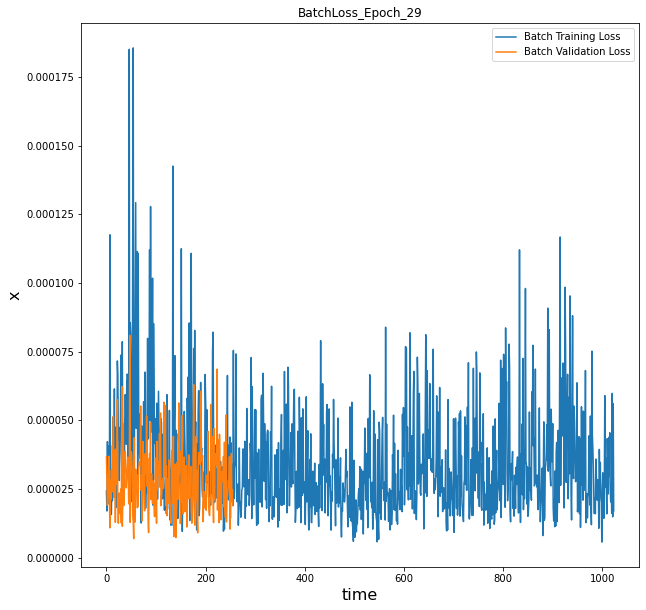 BatchLoss_Epoch_29
Batch Training Loss
Batch Validation Loss
0.000175
0.000150
0.000125
0.000100
0.000075
0.000050
0.000025
0.000000
x
0 200 400 600 800 1000
time